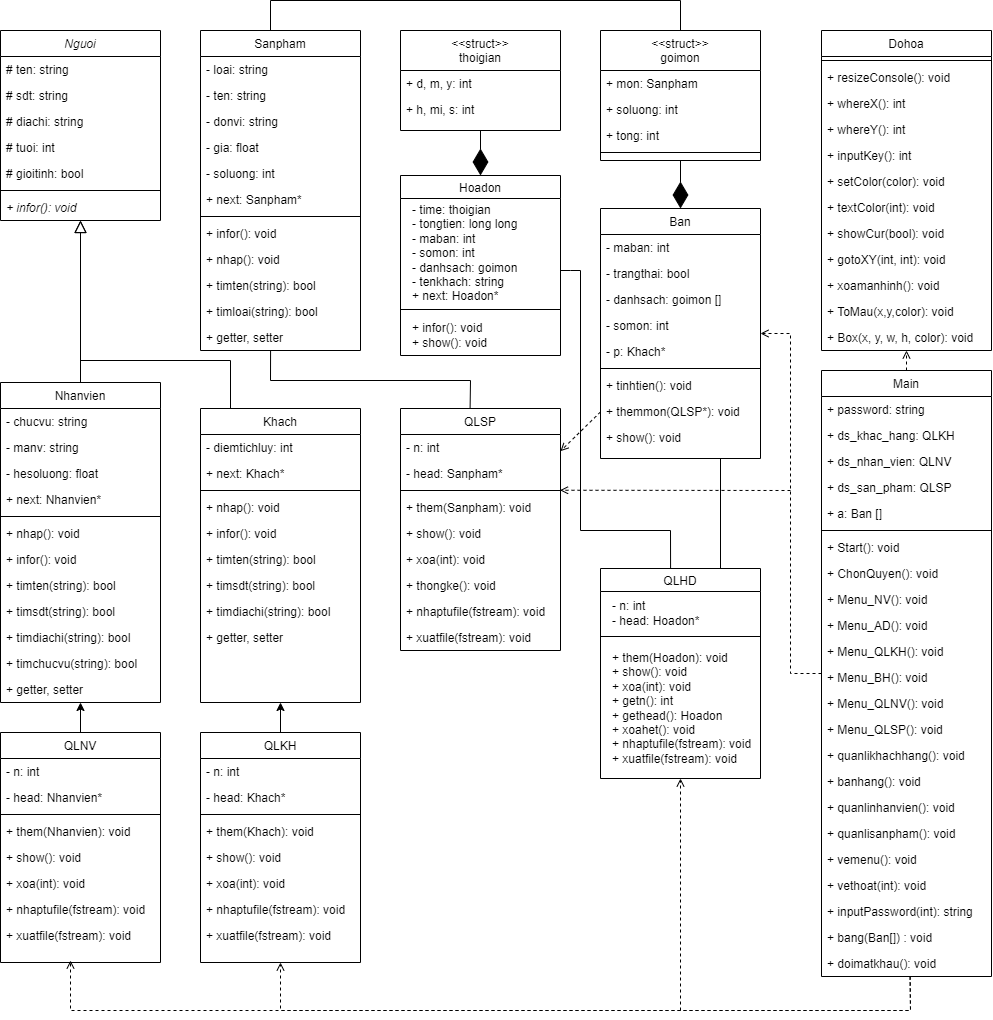 Nguoi
# ten: string
# sdt: string
# diachi: string
# tuoi: int
# gioitinh: bool
+ infor(): void
Sanpham
- loai: string
- ten: string
- donvi: string
- gia: float
- soluong: int
+ next: Sanpham*
+ infor(): void
+ nhap(): void
+ timten(string): bool
+ timloai(string): bool
+ getter, setter
<<struct>>
thoigian
+ d, m, y: int
+ h, mi, s: int
<<struct>>
goimon
+ mon: Sanpham
+ soluong: int
+ tong: int
Dohoa
+ resizeConsole(): void
+ whereX(): int
+ whereY(): int
+ inputKey(): int
+ setColor(color): void
+ textColor(int): void
+ showCur(bool): void
+ gotoXY(int, int): void
+ xoamanhinh(): void
+ ToMau(x,y,color): void
+ Box(x, y, w, h, color): void
Hoadon
- time: thoigian
- tongtien: long long
- maban: int
- somon: int
- danhsach: goimon
- tenkhach: string
+ next: Hoadon*
+ infor(): void
+ show(): void
Ban
- maban: int
- trangthai: bool
- danhsach: goimon []
- somon: int
- p: Khach*
+ tinhtien(): void
+ themmon(QLSP*): void
+ show(): void
Nhanvien
- chucvu: string
- manv: string
- hesoluong: float
+ next: Nhanvien*
+ nhap(): void
+ infor(): void
+ timten(string): bool
+ timsdt(string): bool
+ timdiachi(string): bool
+ timchucvu(string): bool
+ getter, setter
Khach
- diemtichluy: int
+ next: Khach*
+ nhap(): void
+ infor(): void
+ timten(string): bool
+ timsdt(string): bool
+ timdiachi(string): bool
+ getter, setter
QLSP
- n: int
- head: Sanpham*
+ them(Sanpham): void
+ show(): void
+ xoa(int): void
+ thongke(): void
+ nhaptufile(fstream): void
+ xuatfile(fstream): void
QLHD
- n: int
- head: Hoadon*
+ them(Hoadon): void
+ show(): void
+ xoa(int): void
+ getn(): int
+ gethead(): Hoadon
+ xoahet(): void
+ nhaptufile(fstream): void
+ xuatfile(fstream): void
Main
+ password: string
+ ds_khac_hang: QLKH
+ ds_nhan_vien: QLNV
+ ds_san_pham: QLSP
+ a: Ban []
+ Start(): void
+ ChonQuyen(): void
+ Menu_NV(): void
+ Menu_AD(): void
+ Menu_QLKH(): void
+ Menu_BH(): void
+ Menu_QLNV(): void
+ Menu_QLSP(): void
+ quanlikhachhang(): void
+ banhang(): void
+ quanlinhanvien(): void
+ quanlisanpham(): void
+ vemenu(): void
+ vethoat(int): void
+ inputPassword(int): string
+ bang(Ban[]) : void
+ doimatkhau(): void
QLNV
- n: int
- head: Nhanvien*
+ them(Nhanvien): void
+ show(): void
+ xoa(int): void
+ nhaptufile(fstream): void
+ xuatfile(fstream): void
QLKH
- n: int
- head: Khach*
+ them(Khach): void
+ show(): void
+ xoa(int): void
+ nhaptufile(fstream): void
+ xuatfile(fstream): void